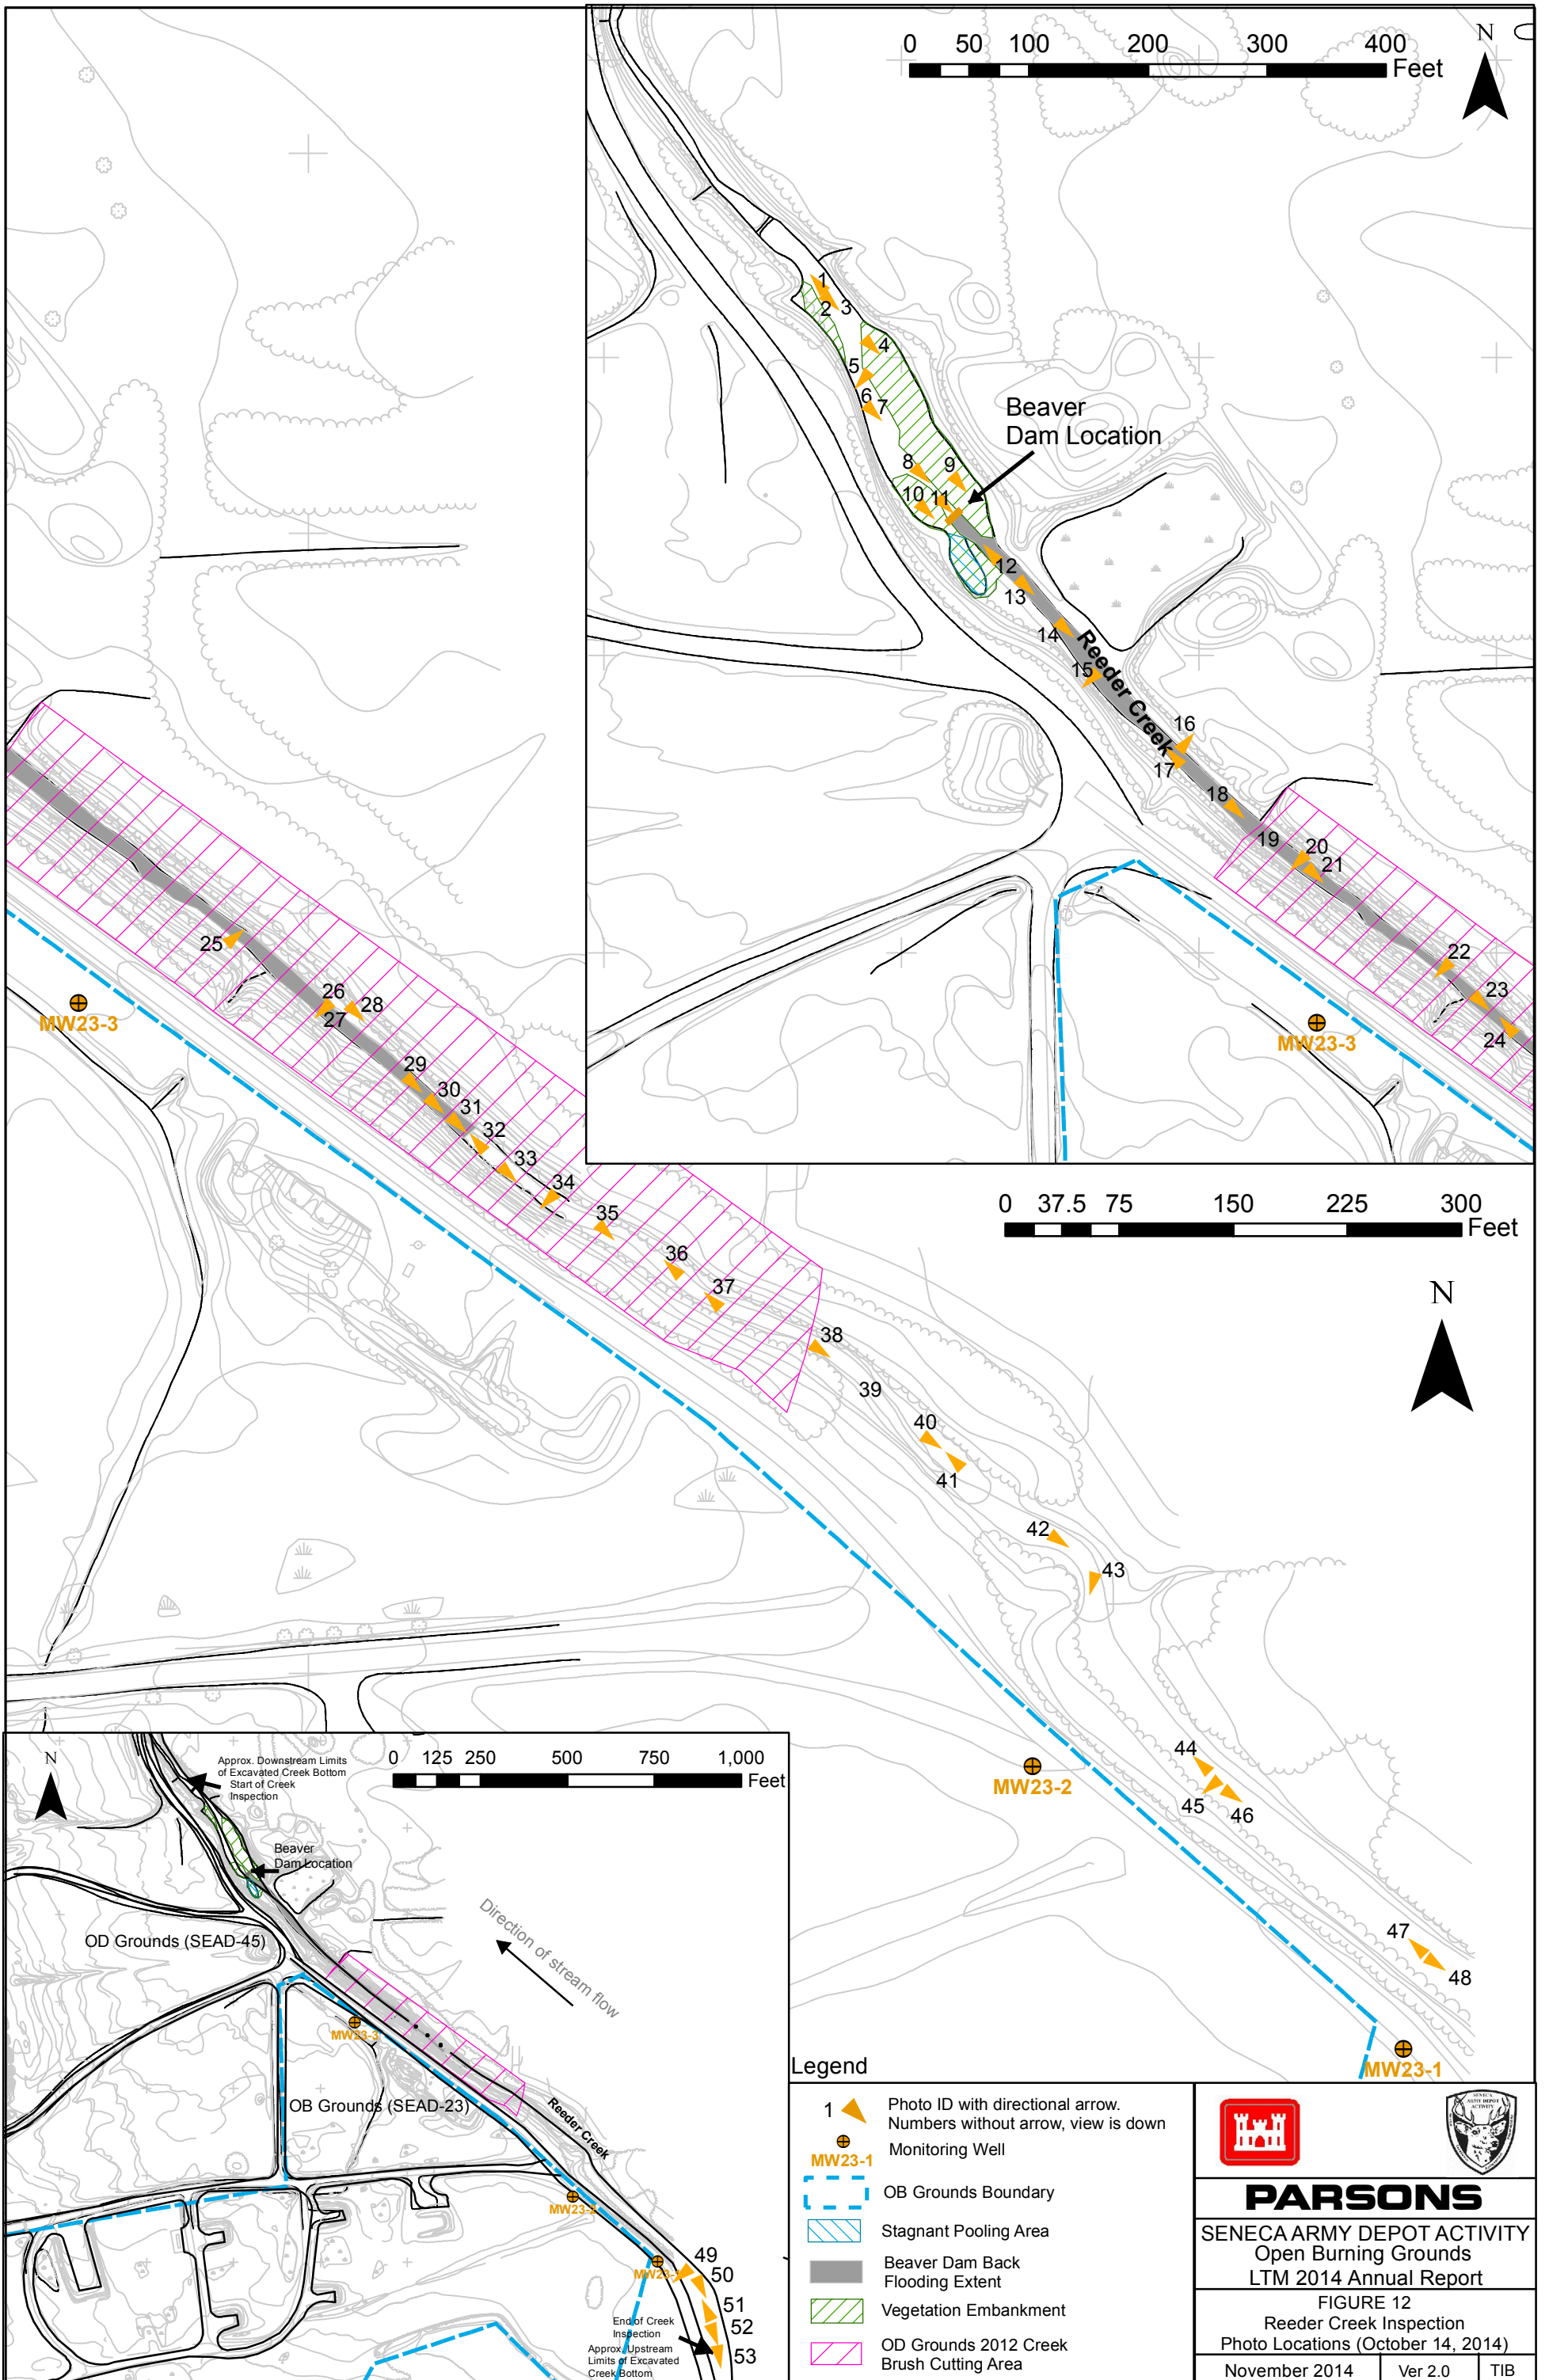 0 50 100 200 300 400
Feet
N
1
2
3
4
5
6
7
Beaver
Dam Location
8
9
10
11
12
13
14
Reeder Creek
15
16
17
18
19
20
21
22
23
24
MW23-3
25
MW23-3
26
27
28
29
30
31
32
33
34
35
36
37
0 37.5 75 150 225 300
Feet
N
38
39
40
41
42
43
44
45
46
MW23-2
47
48
MW23-1
N
Approx. Downstream Limits
of Excavated Creek Bottom
Start of Creek
Inspection
0 125 250 500 750 1,000
Feet
Beaver
Dam Location
OD Grounds (SEAD-45)
Direction of stream flow
MW23-3
OB Grounds (SEAD-23)
Reeder Creek
MW23-2
MW23-1
49
50
51
52
53
End of Creek
Inspection
Approx. Upstream
Limits of Excavated
Creek Bottom
Legend
1
Photo ID with directional arrow.
Numbers without arrow, view is down
MW23-1
Monitoring Well
OB Grounds Boundary
Stagnant Pooling Area
Beaver Dam Back
Flooding Extent
Vegetation Embankment
OD Grounds 2012 Creek
Brush Cutting Area
SENECA
ARMY DEPOT
ACTIVITY
PARSONS
SENECA ARMY DEPOT ACTIVITY
Open Burning Grounds
LTM 2014 Annual Report
FIGURE 12
Reeder Creek Inspection
Photo Locations (October 14, 2014)
November 2014 Ver 2.0 TIB